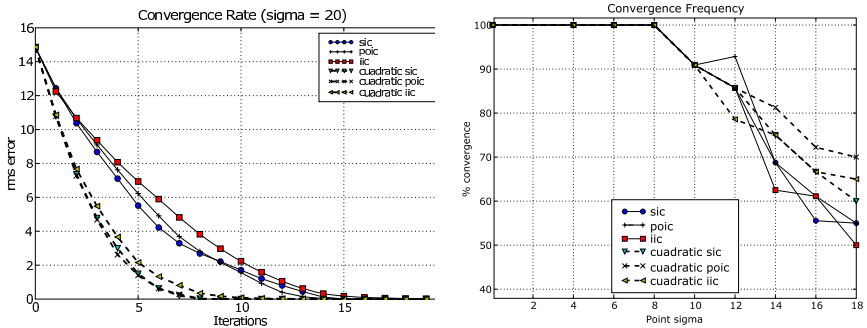 Convergence Rate (sigma = 20)
rms error
16
14
12
10
8
6
4
2
0
0
5
10
15
Iterations
sic
poic
iic
cuadratic sic
cuadratic poic
cuadratic iic
Convergence Frequency
% convergence
100
90
80
70
60
50
40
2
4
6
8
10
12
14
16
18
Point sigma
sic
poic
iic
cuadratic sic
cuadratic poic
cuadratic iic